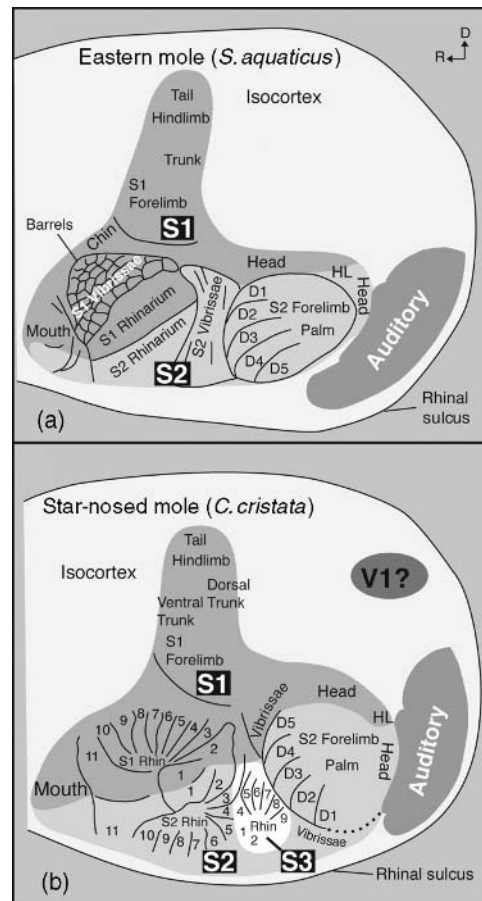 D
R
Eastern mole (S. aquaticus)
Isocortex
Tail
Hindlimb
Trunk
S1
Forelimb
S1
Barrels
Chin
S1 Vibrissae
Head
HL
Head
Mouth
S1 Rhinarium
S2 Rhinarium
S2 Vibrissae
D1
D2
D3
D4
D5
S2 Forelimb
Palm
Auditory
S2
Rhinal
sulcus
(a)
Star-nosed mole (C. cristata)
Isocortex
Tail
Hindlimb
Dorsal
Ventral Trunk
Trunk
S1
Forelimb
S1
V1?
Vibrissae
Head
HL
Head
11
10
9
8
7
6
5
4
3
2
1
S1 Rhin
Mouth
D5
D4
D3
D2
D1
S2 Forelimb
Palm
Auditory
1
2
3
4
5
6
7
8
9
10
11
S2 Rhin
4
5
6
7
8
9
Rhin
1
2
Vibrissae
S2
S3
Rhinal sulcus
(b)